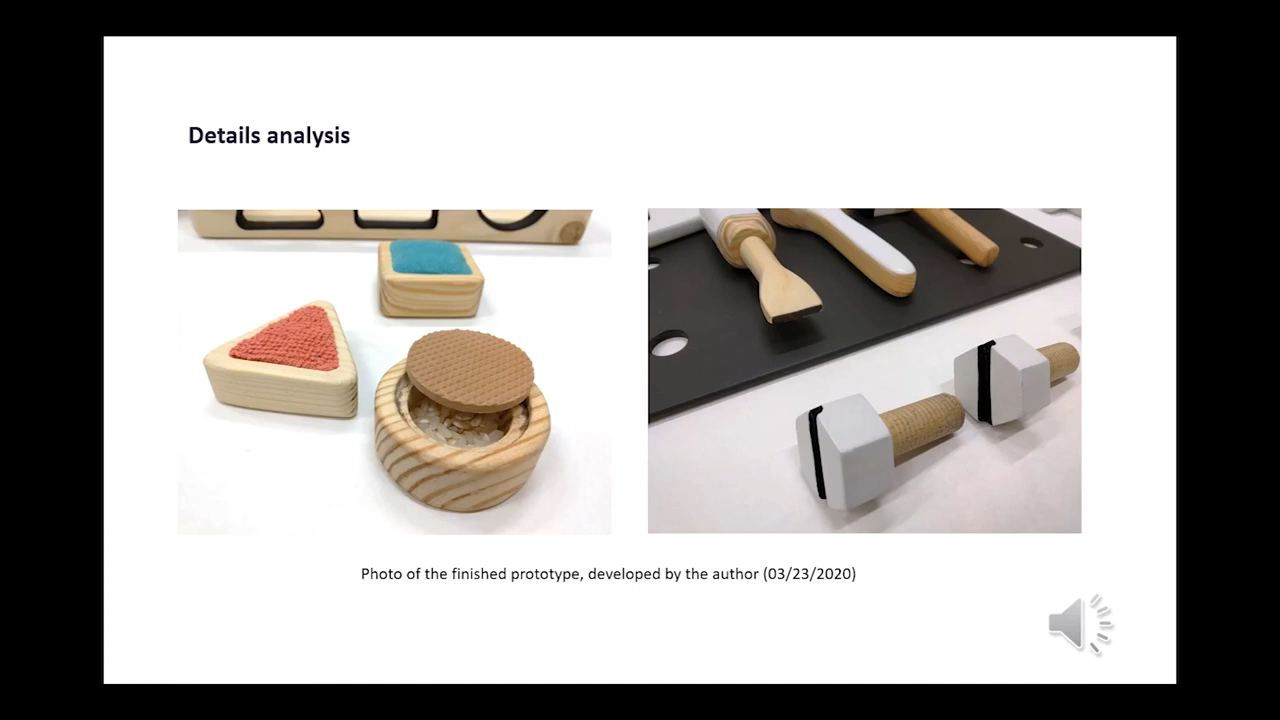 Details analysis
Photo of the finished prototype, developed by the author (03/23/2020)